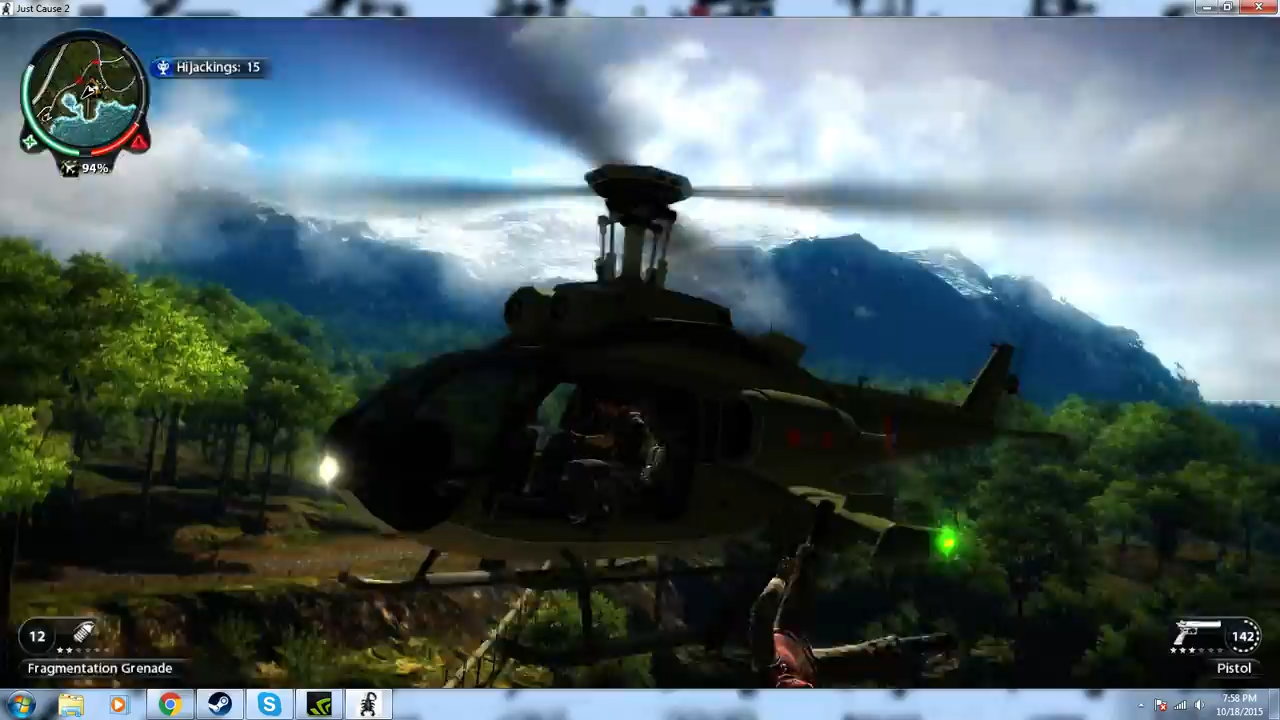 Just Cause 2
Hijackings: 15
94%
12
Fragmentation Grenade
142
Pistol
7:58 PM
10/18/2015